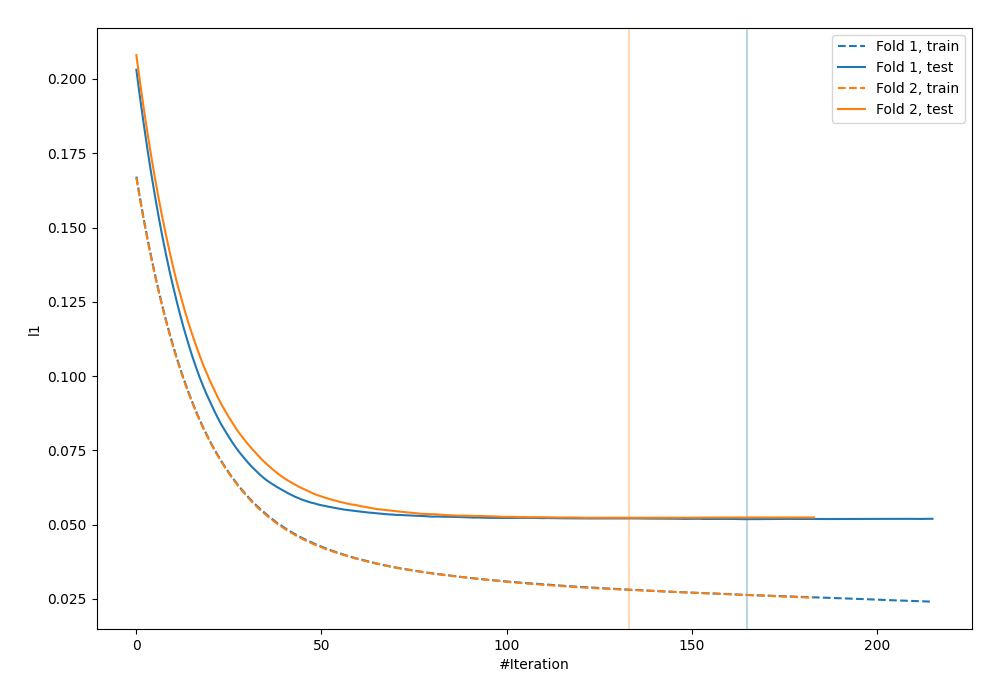 Fold 1, train
Fold 1, test
Fold 2, train
Fold 2, test
0.200
0.175
0.150
0.125
0.100
0.075
0.050
0.025
l1
0 50 100 150 200
#Iteration